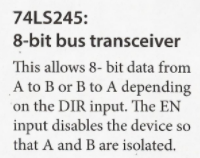 74LS245:
8-bit bus transceiver
This allows 8- bit data from
A to B or B to A depending
on the DIR input. The EN
input disables the device so
that A and B are isolated.